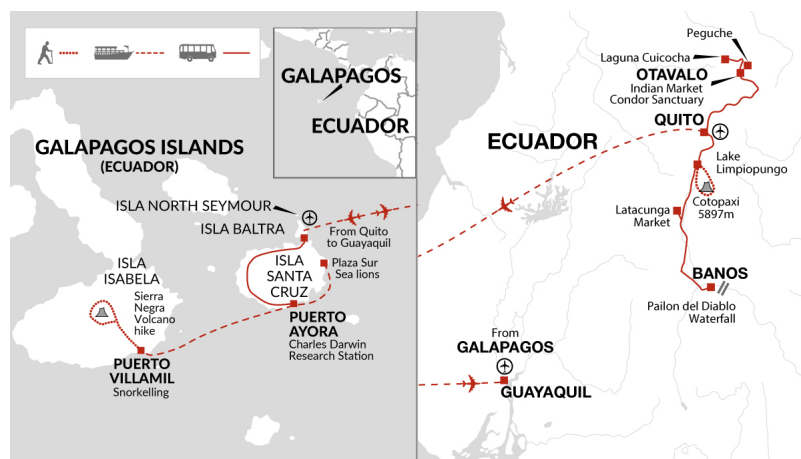 GALAPAGOS
ECUADOR
GALAPAGOS ISLANDS
(ECUADOR)
ISLA NORTH SEYMOUR
ISLA BALTRA
From Quito
to Guayaquil
Plaza Sur
Sea lions
ISLA
SANTA
CRUZ
ISLA
ISABELA
Sierra
Negra
Volcano
hike
PUERTO
AYORA
Charles Darwin
Research Station
PUERTO
VILLAMIL
Snorkelling
Peguche
Laguna Cuicocha
OTAVALO
Indian Market
Condor Sanctuary
QUITO
ECUADOR
Lake
Limpiopungo
Cotopaxi
5897m
Latacunga
Market
BANOS
Pailon del Diablo
Waterfall
From
GALAPAGOS
GUAYAQUIL